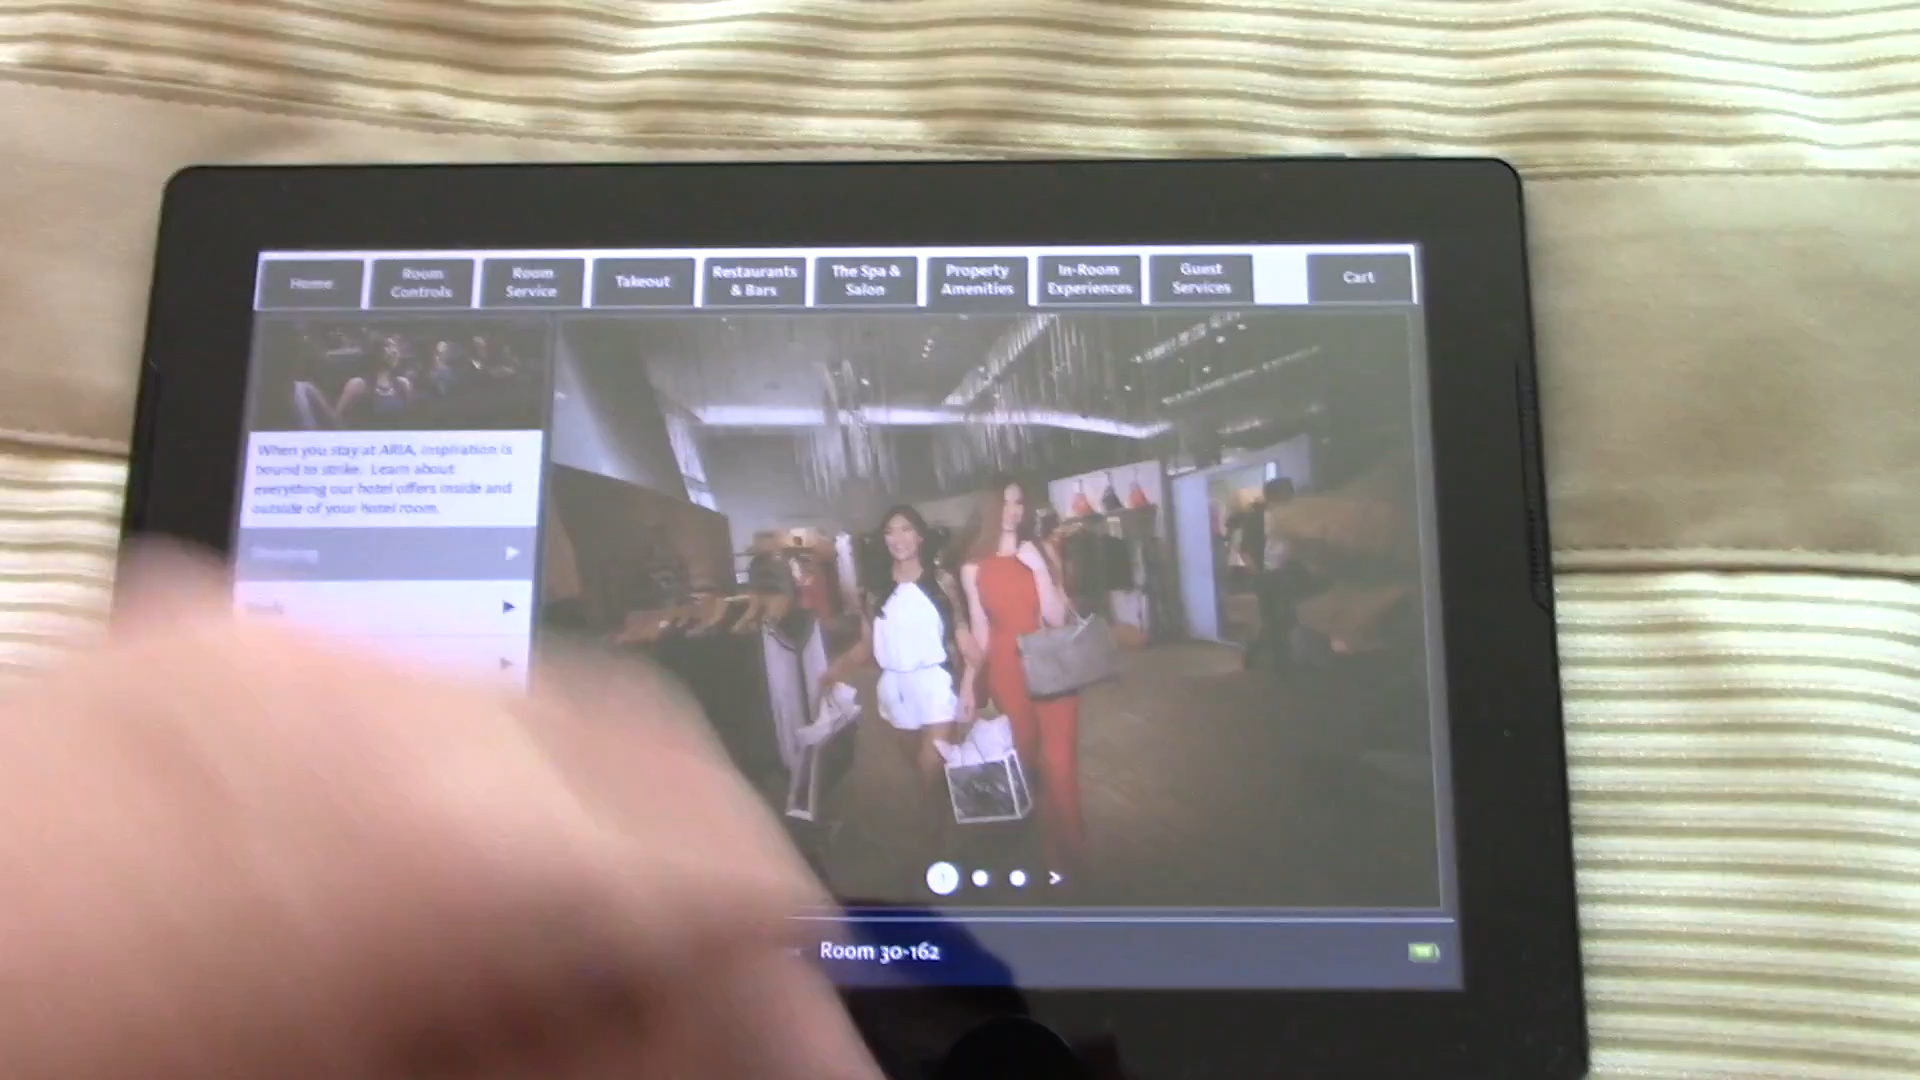 Home
Room
Controls
Room
Service
Takeout
Restaurants
& Bars
The Spa &
Salon
Property
Amenities
In-Room
Experiences
Guest
Services
Cart
When you stay at ARIA, inspiration is
bound to strike. Learn about
everything our hotel offers inside and
outside of your hotel room.
Shopping
1
>
Room 30-162